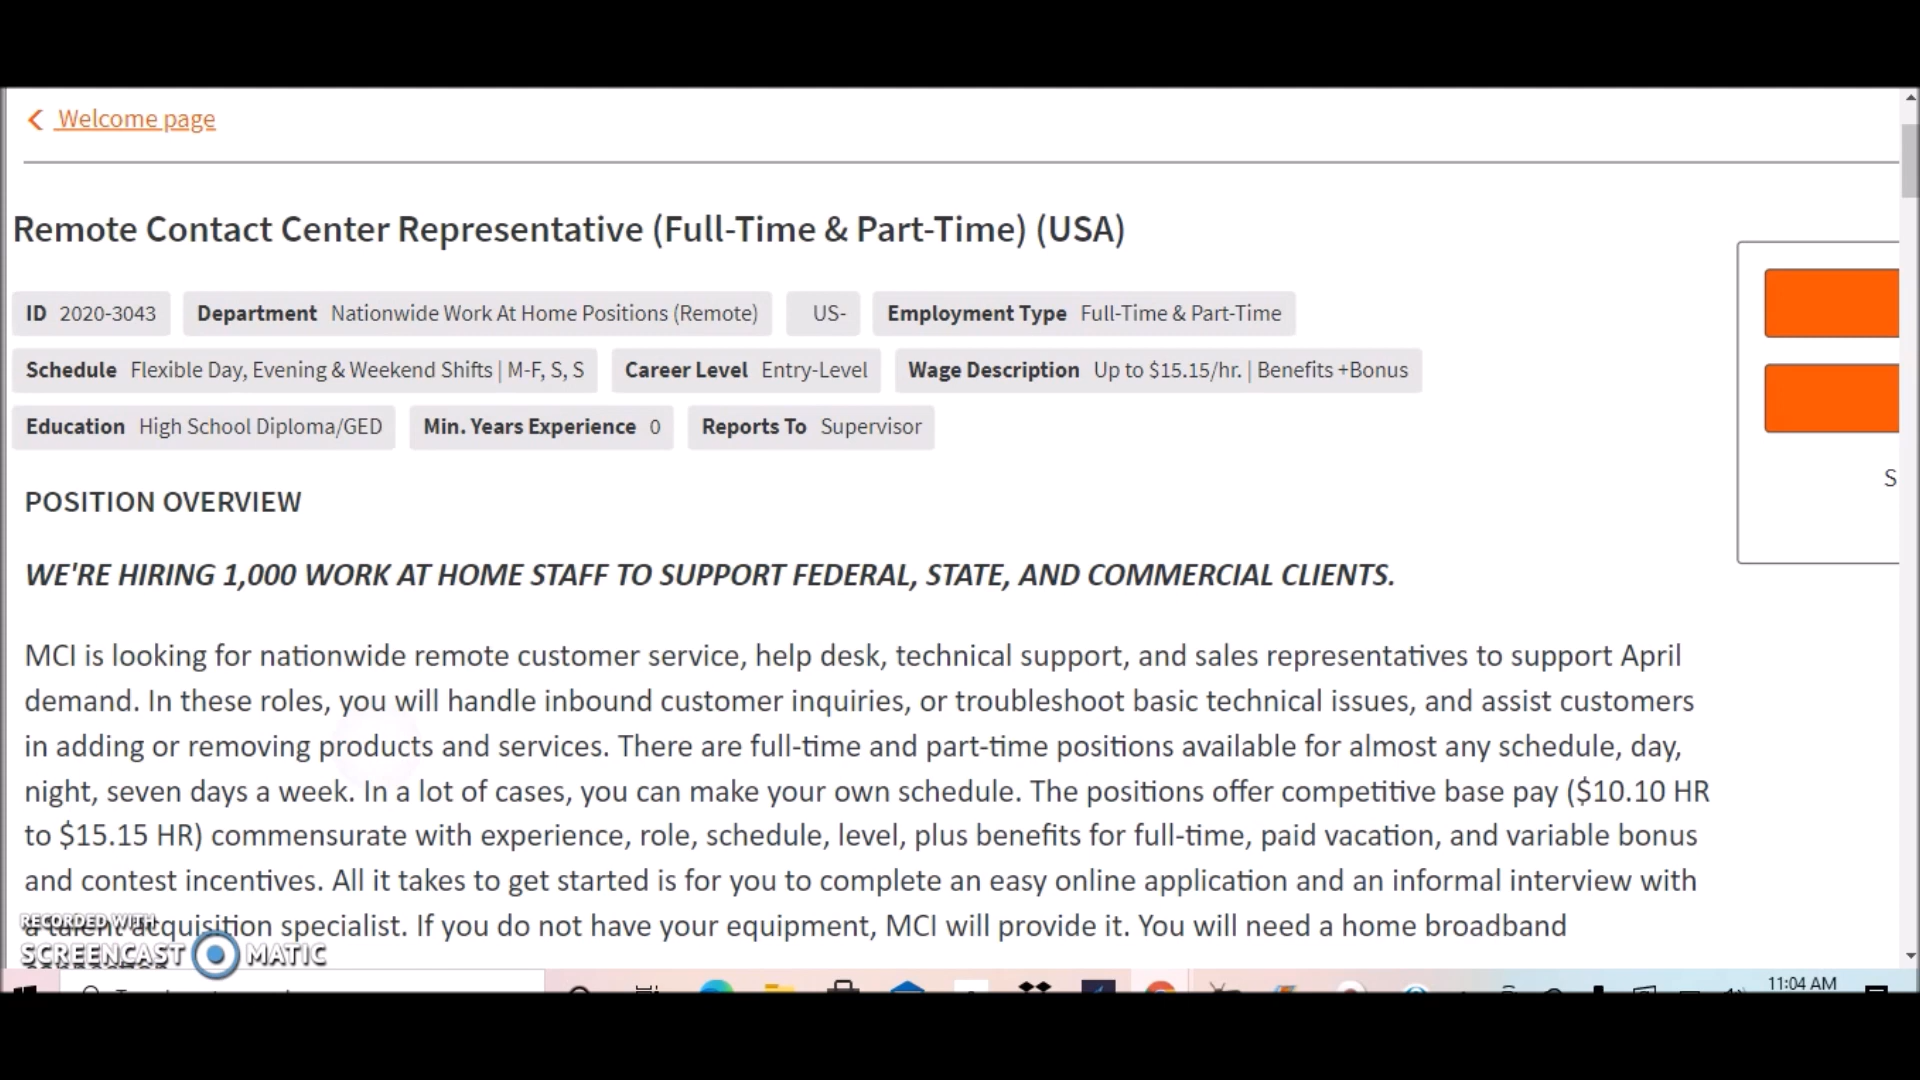 Welcome page
Remote Contact Center Representative (Full-Time & Part-Time) (USA)
ID 2020-3043 Department Nationwide Work At Home Positions (Remote) US- Employment Type Full-Time & Part-Time
Schedule Flexible Day, Evening & Weekend Shifts | M-F, S, S Career Level Entry-Level Wage Description Up to $15.15/hr. | Benefits +Bonus
Education High School Diploma/GED Min. Years Experience 0 Reports To Supervisor
S
POSITION OVERVIEW
WE'RE HIRING 1,000 WORK AT HOME STAFF TO SUPPORT FEDERAL, STATE, AND COMMERCIAL CLIENTS.
MCI is looking for nationwide remote customer service, help desk, technical support, and sales representatives to support April
demand. In these roles, you will handle inbound customer inquiries, or troubleshoot basic technical issues, and assist customers
in adding or removing products and services. There are full-time and part-time positions available for almost any schedule, day,
night, seven days a week. In a lot of cases, you can make your own schedule. The positions offer competitive base pay ($10.10 HR
to $15.15 HR) commensurate with experience, role, schedule, level, plus benefits for full-time, paid vacation, and variable bonus
and contest incentives. All it takes to get started is for you to complete an easy online application and an informal interview with
a talent acquisition specialist. If you do not have your equipment, MCI will provide it. You will need a home broadband
RECORDED WITH
SCREENCAST MATIC
11:04 AM